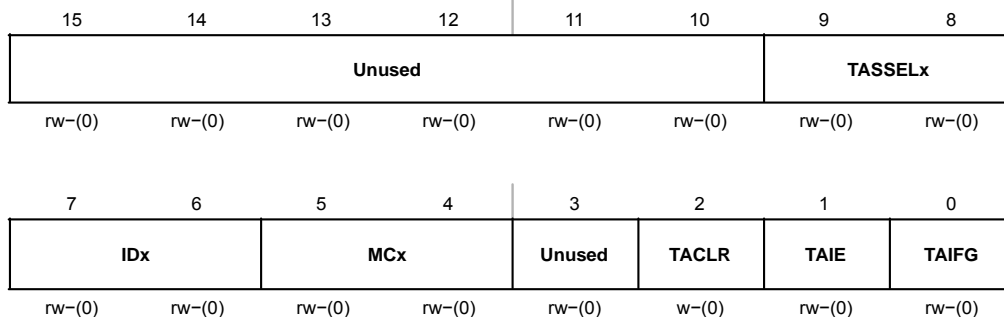 15 14 13 12 11 10 9 8
Unused TASSELx
rw−(0) rw−(0) rw−(0) rw−(0) rw−(0) rw−(0) rw−(0) rw−(0)
7 6 5 4 3 2 1 0
IDx MCx Unused TACLR TAIE TAIFG
rw−(0) rw−(0) rw−(0) rw−(0) rw−(0) w−(0) rw−(0) rw−(0)